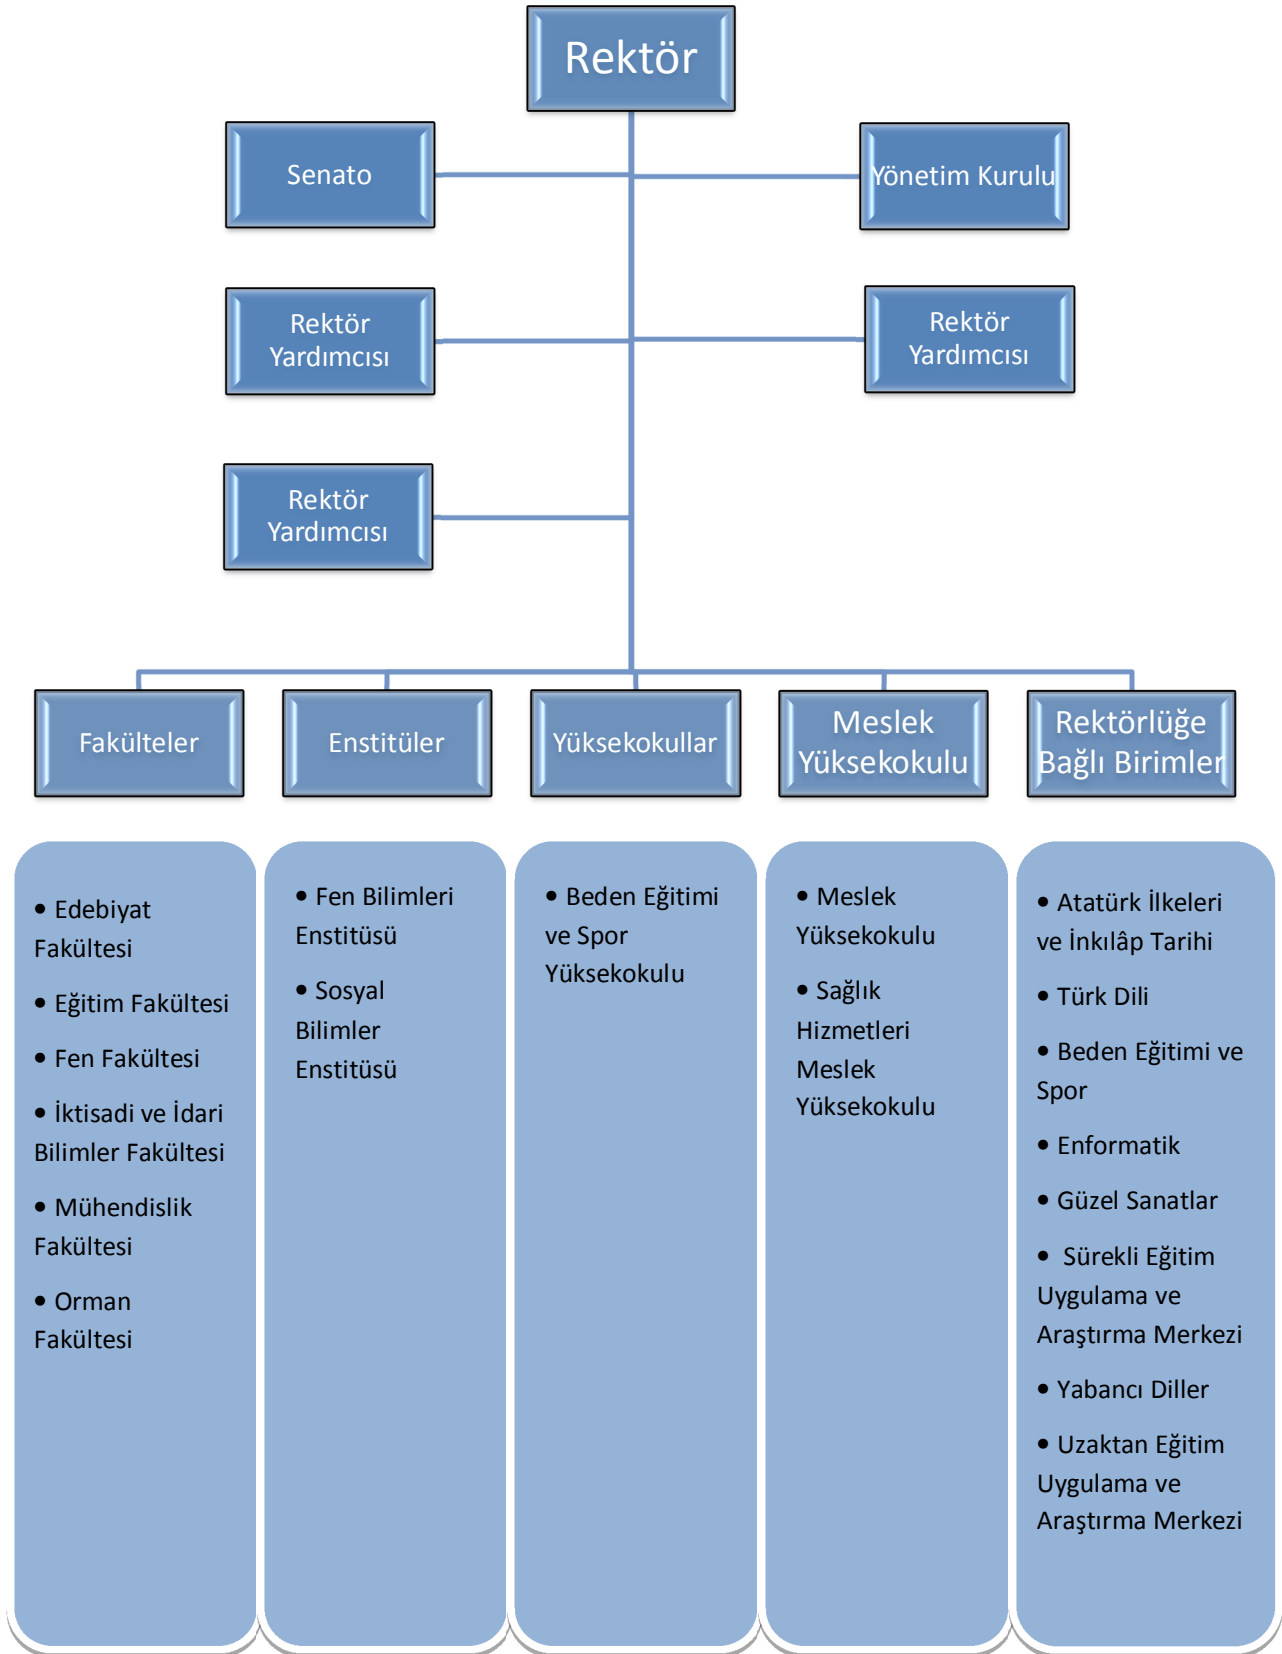 Rektör
Senato
Yönetim Kurulu
Rektör
Yardımcısı
Rektör
Yardımcısı
Rektör
Yardımcısı
Fakülteler
Enstitüler
Yüksekokullar
Meslek
Yüksekokulu
Rektörlüğe
Bağlı Birimler
• Edebiyat
Fakültesi
• Eğitim Fakültesi
• Fen Fakültesi
• İktisadi ve İdari
Bilimler Fakültesi
• Mühendislik
Fakültesi
• Orman
Fakültesi
• Fen Bilimleri
Enstitüsü
• Sosyal
Bilimler
Enstitüsü
• Beden Eğitimi
ve Spor
Yüksekokulu
• Meslek
Yüksekokulu
• Sağlık
Hizmetleri
Meslek
Yüksekokulu
• Atatürk İlkeleri
ve İnkılâp Tarihi
• Türk Dili
• Beden Eğitimi ve
Spor
• Enformatik
• Güzel Sanatlar
• Sürekli Eğitim
Uygulama ve
Araştırma Merkezi
• Yabancı Diller
• Uzaktan Eğitim
Uygulama ve
Araştırma Merkezi